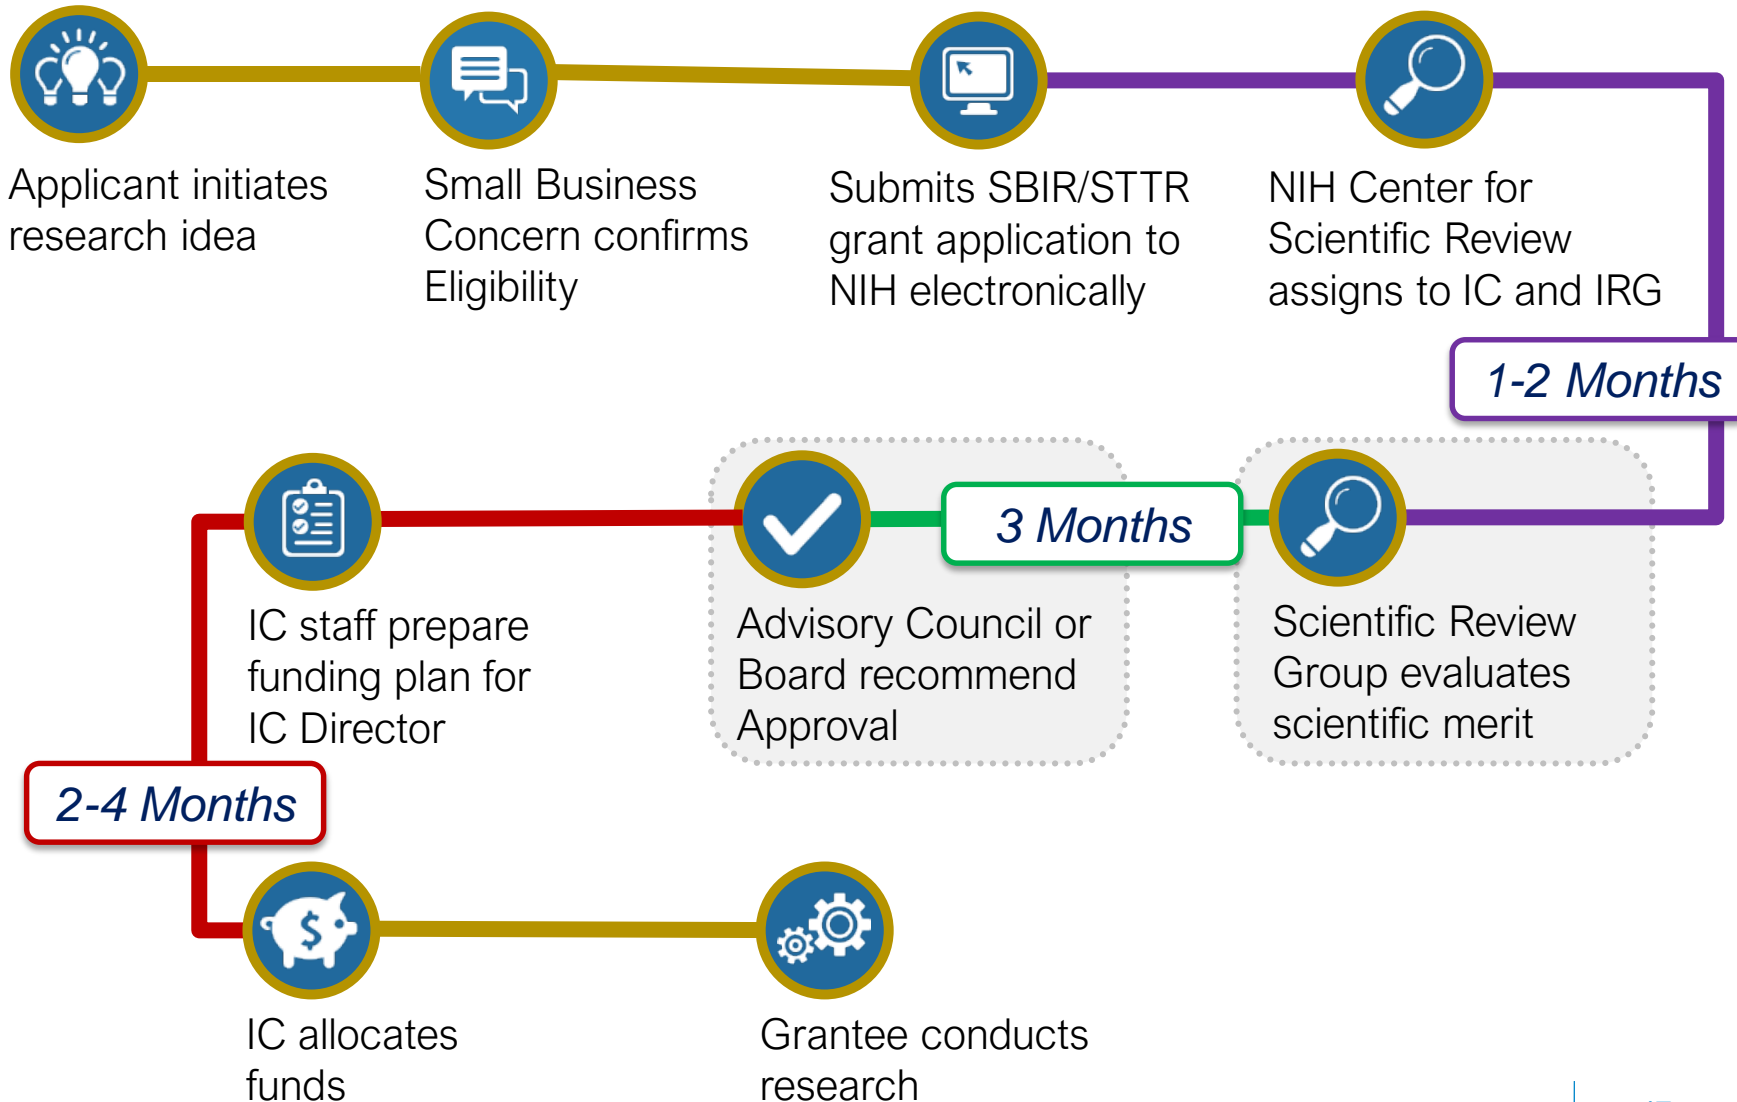 Applicant initiates
research idea
Small Business
Concern confirms
Eligibility
Submits SBIR/STTR
grant application to
NIH electronically
NIH Center for
Scientific Review
assigns to IC and IRG
1-2 Months
Scientific Review
Group evaluates
scientific merit
3 Months
Advisory Council or
Board recommend
Approval
IC staff prepare
funding plan for
IC Director
2-4 Months
$
IC allocates
funds
Grantee conducts
research